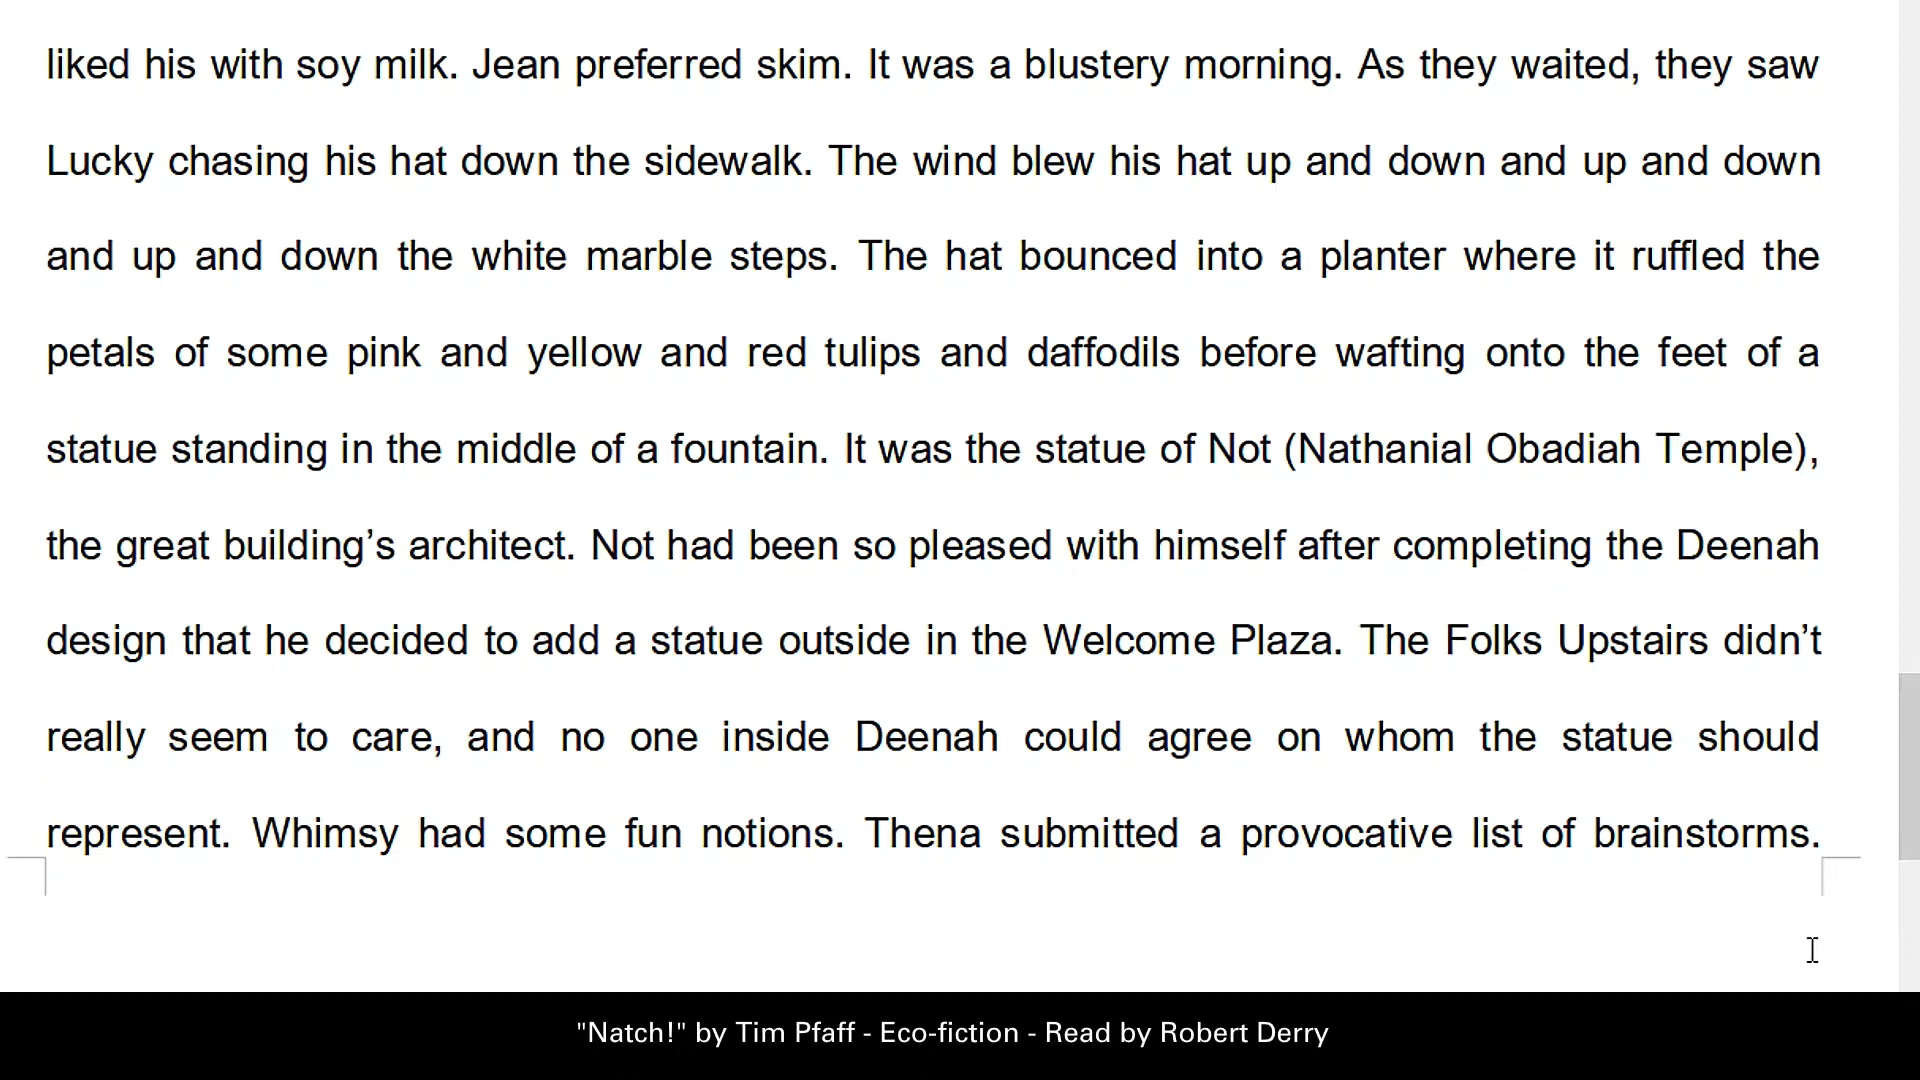 liked his with soy milk. Jean preferred skim. It was a blustery morning. As they waited, they saw
Lucky chasing his hat down the sidewalk. The wind blew his hat up and down and up and down
and up and down the white marble steps. The hat bounced into a planter where it ruffled the
petals of some pink and yellow and red tulips and daffodils before wafting onto the feet of a
statue standing in the middle of a fountain. It was the statue of Not (Nathanial Obadiah Temple),
the great building’s architect. Not had been so pleased with himself after completing the Deenah
design that he decided to add a statue outside in the Welcome Plaza. The Folks Upstairs didn’t
really seem to care, and no one inside Deenah could agree on whom the statue should
represent. Whimsy had some fun notions. Thena submitted a provocative list of brainstorms.
"Natch!" by Tim Pfaff - Eco-fiction - Read by Robert Derry